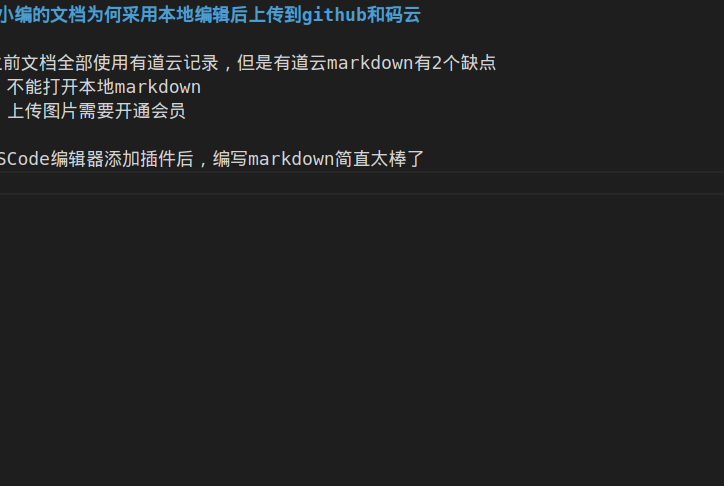 小编的文档为何采用本地编辑后上传到github和码云
前文档全部使用有道云记录，但是有道云markdown有2个缺点
不能打开本地markdown
上传图片需要开通会员
SCode编辑器添加插件后，编写markdown简直太棒了